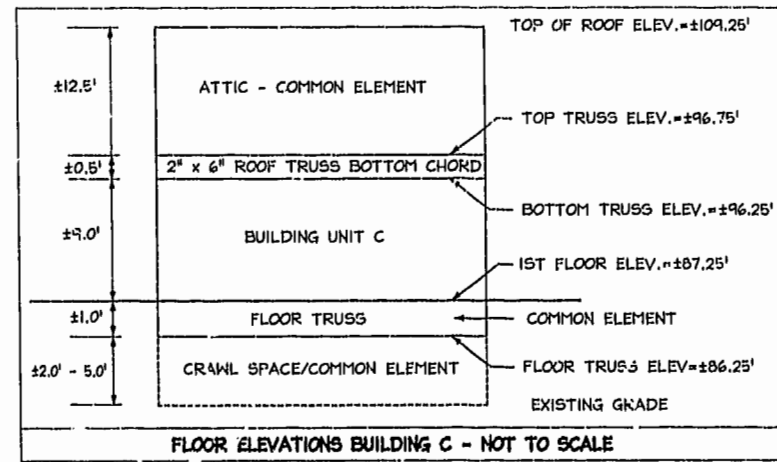 TOP OF ROOF ELEV.=±109.25'
±12.5'
ATTIC - COMMON ELEMENT
TOP TRUSS ELEV.=±96.75'
±0.5'
2" x 6" ROOF TRUSS BOTTOM CHORD
BOTTOM TRUSS ELEV.=±96.25'
±9.0'
BUILDING UNIT C
1ST FLOOR ELEV.=±87.25'
±1.0'
FLOOR TRUSS
COMMON ELEMENT
±2.0' - 5.0'
CRAWL SPACE/COMMON ELEMENT
FLOOR TRUSS ELEV=±86.25'
EXISTING GRADE
FLOOR ELEVATIONS BUILDING C - NOT TO SCALE